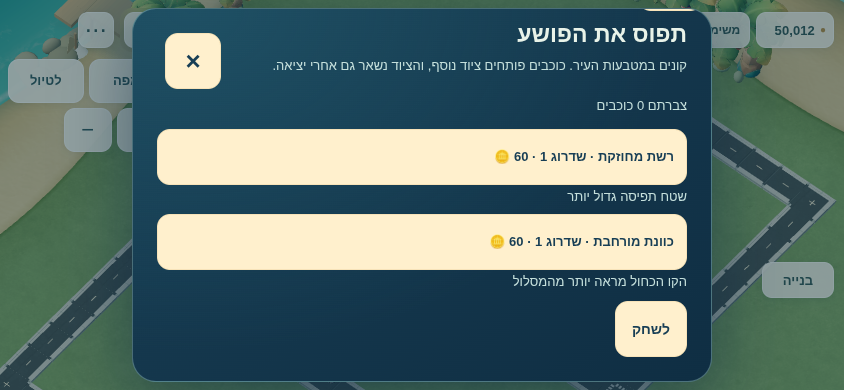 תפוס את הפושע
קונים במטבעות העיר. כוכבים פותחים ציוד נוסף, והציוד נשאר גם אחרי יציאה.
צברתם 0 כוכבים
רשת מחוזקת · שדרוג 1 · 60 🪙
שטח תפיסה גדול יותר
כוונת מורחבת · שדרוג 1 · 60 🪙
הקו הכחול מראה יותר מהמסלול
לשחק
×
50,012
משימ
...
לטיול
מפה
–
בנייה